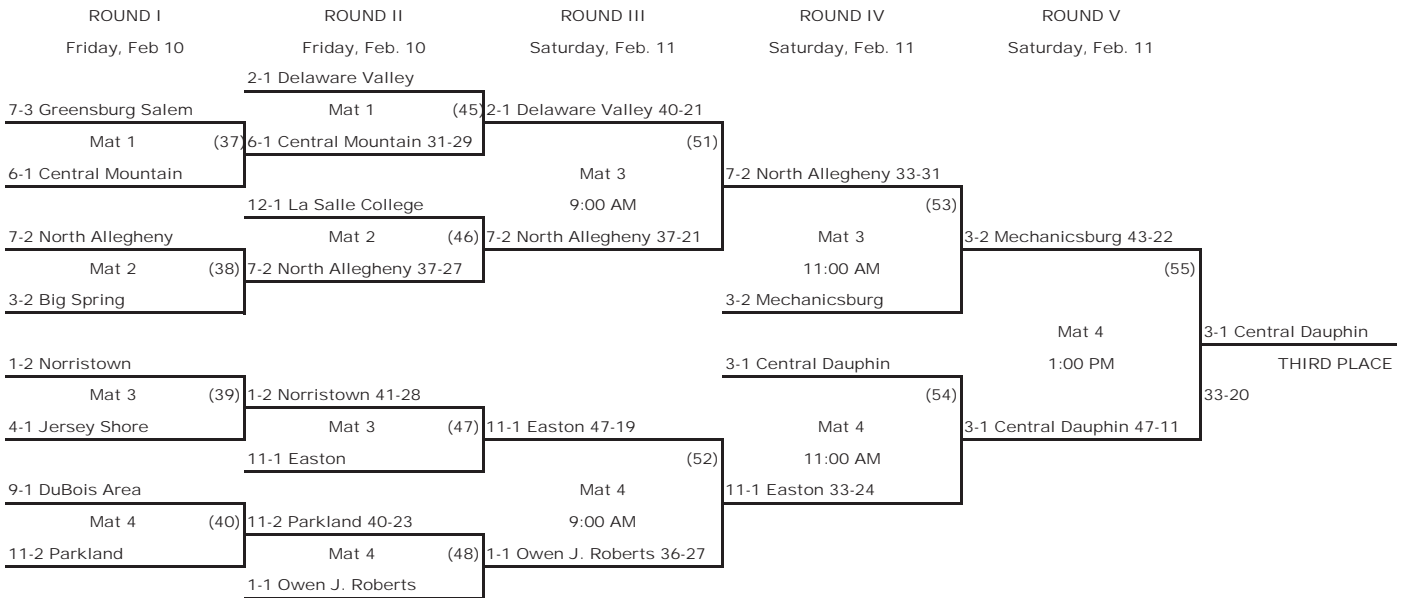 ROUND I ROUND II ROUND III ROUND IV ROUND V
Friday, Feb 10 Friday, Feb. 10 Saturday, Feb. 11 Saturday, Feb. 11 Saturday, Feb. 11
2-1 Delaware Valley
7-3 Greensburg Salem Mat 1 (45) 2-1 Delaware Valley 40-21
Mat 1 (37) 6-1 Central Mountain 31-29 (51)
6-1 Central Mountain Mat 3 7-2 North Allegheny 33-31
12-1 La Salle College 9:00 AM (53)
7-2 North Allegheny Mat 2 (46) 7-2 North Allegheny 37-21 Mat 3 3-2 Mechanicsburg 43-22
Mat 2 (38) 7-2 North Allegheny 37-27 11:00 AM (55)
3-2 Big Spring 3-2 Mechanicsburg
Mat 4 3-1 Central Dauphin
1-2 Norristown 3-1 Central Dauphin 1:00 PM THIRD PLACE
Mat 3 (39) 1-2 Norristown 41-28 (54) 33-20
4-1 Jersey Shore Mat 3 (47) 11-1 Easton 47-19 Mat 4 3-1 Central Dauphin 47-11
11-1 Easton (52) 11:00 AM
9-1 DuBois Area Mat 4 11-1 Easton 33-24
Mat 4 (40) 11-2 Parkland 40-23 9:00 AM
11-2 Parkland Mat 4 (48) 1-1 Owen J. Roberts 36-27
1-1 Owen J. Roberts